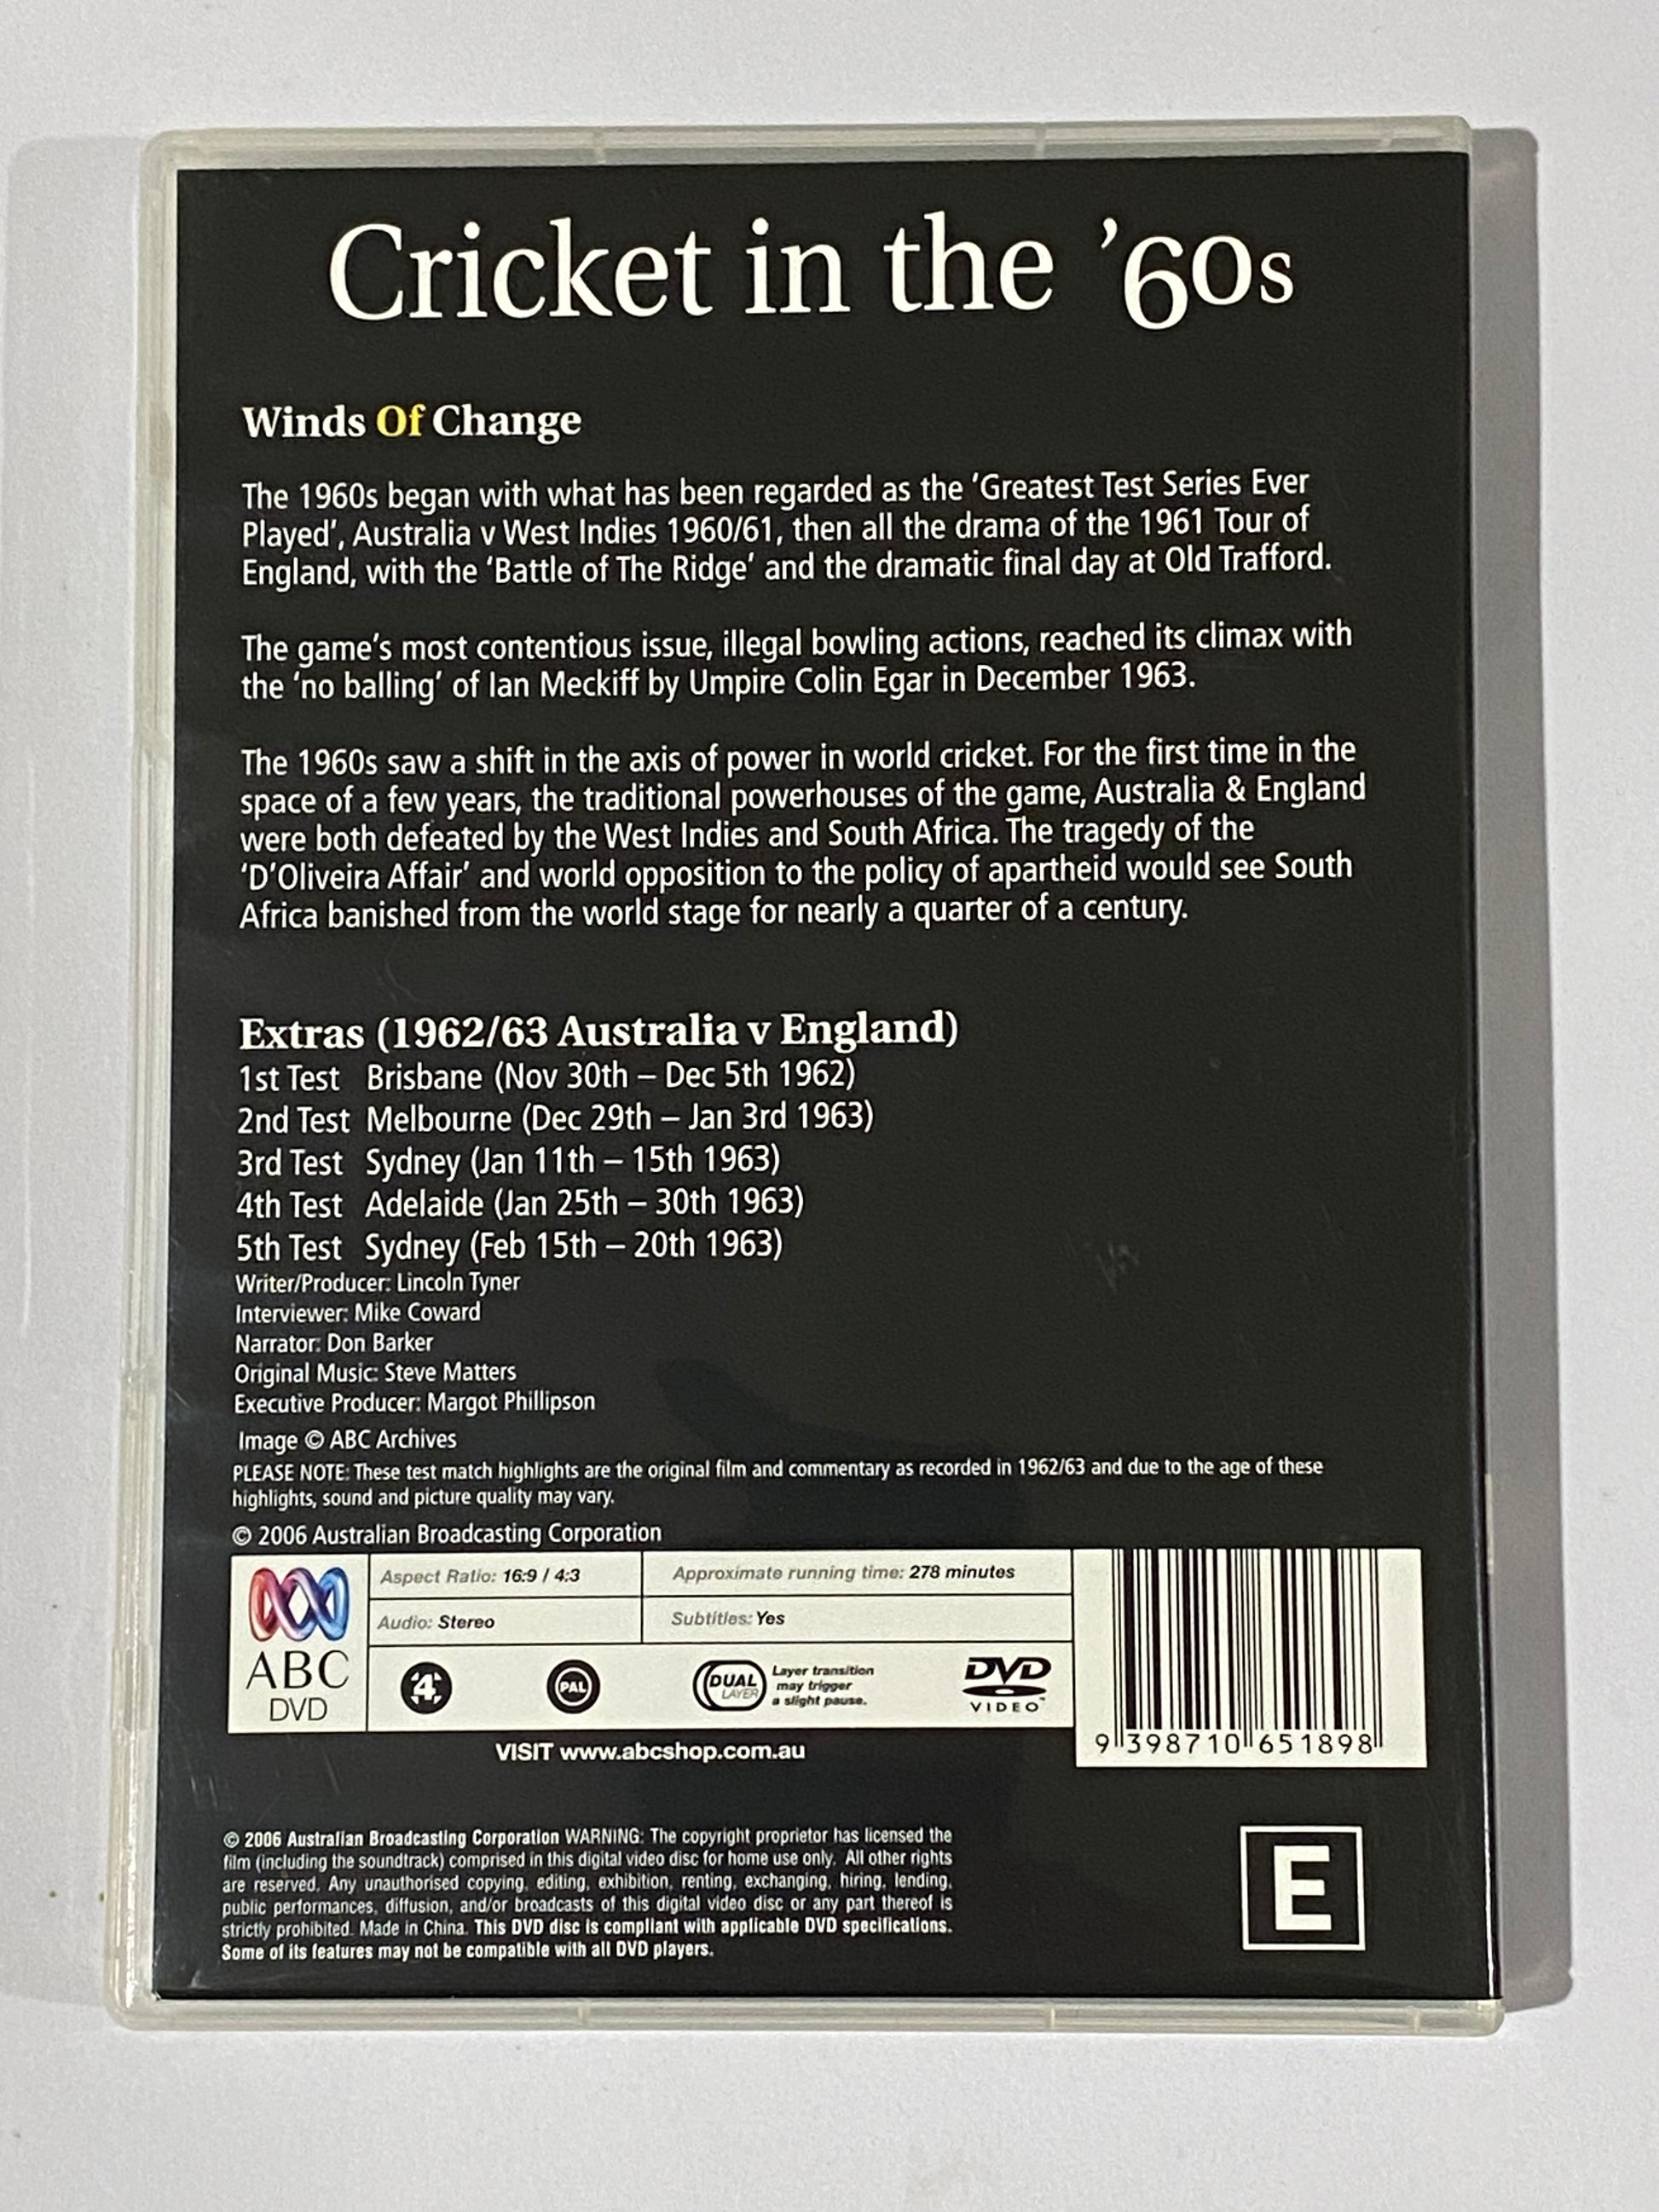 Cricket in the ’60s
Winds Of Change
The 1960s began with what has been regarded as the ‘Greatest Test Series Ever
Played’, Australia v West Indies 1960/61, then all the drama of the 1961 Tour of
England, with the ‘Battle of The Ridge’ and the dramatic final day at Old Trafford.
The game’s most contentious issue, illegal bowling actions, reached its climax with
the ‘no balling’ of Ian Meckiff by Umpire Colin Egar in December 1963.
The 1960s saw a shift in the axis of power in world cricket. For the first time in the
space of a few years, the traditional powerhouses of the game, Australia & England
were both defeated by the West Indies and South Africa. The tragedy of the
‘D’Oliveira Affair’ and world opposition to the policy of apartheid would see South
Africa banished from the world stage for nearly a quarter of a century.
Extras (1962/63 Australia v England)
1st Test Brisbane (Nov 30th – Dec 5th 1962)
2nd Test Melbourne (Dec 29th – Jan 3rd 1963)
3rd Test Sydney (Jan 11th – 15th 1963)
4th Test Adelaide (Jan 25th – 30th 1963)
5th Test Sydney (Feb 15th – 20th 1963)
Writer/Producer: Lincoln Tyner
Interviewer: Mike Coward
Narrator: Don Barker
Original Music: Steve Matters
Executive Producer: Margot Phillipson
Image © ABC Archives
PLEASE NOTE: These test match highlights are the original film and commentary as recorded in 1962/63 and due to the age of these
highlights, sound and picture quality may vary.
© 2006 Australian Broadcasting Corporation
ABC
DVD
Aspect Ratio: 16:9 / 4:3
Approximate running time: 278 minutes
Audio: Stereo
Subtitles: Yes
4
PAL
DUAL
LAYER
Layer transition
may trigger
a slight pause.
DVD
VIDEO™
9 398710 651898
VISIT www.abcshop.com.au
© 2006 Australian Broadcasting Corporation WARNING: The copyright proprietor has licensed the
film (including the soundtrack) comprised in this digital video disc for home use only. All other rights
are reserved. Any unauthorised copying, editing, exhibition, renting, exchanging, hiring, lending,
public performances, diffusion, and/or broadcasts of this digital video disc or any part thereof is
strictly prohibited. Made in China. This DVD disc is compliant with applicable DVD specifications.
Some of its features may not be compatible with all DVD players.
E